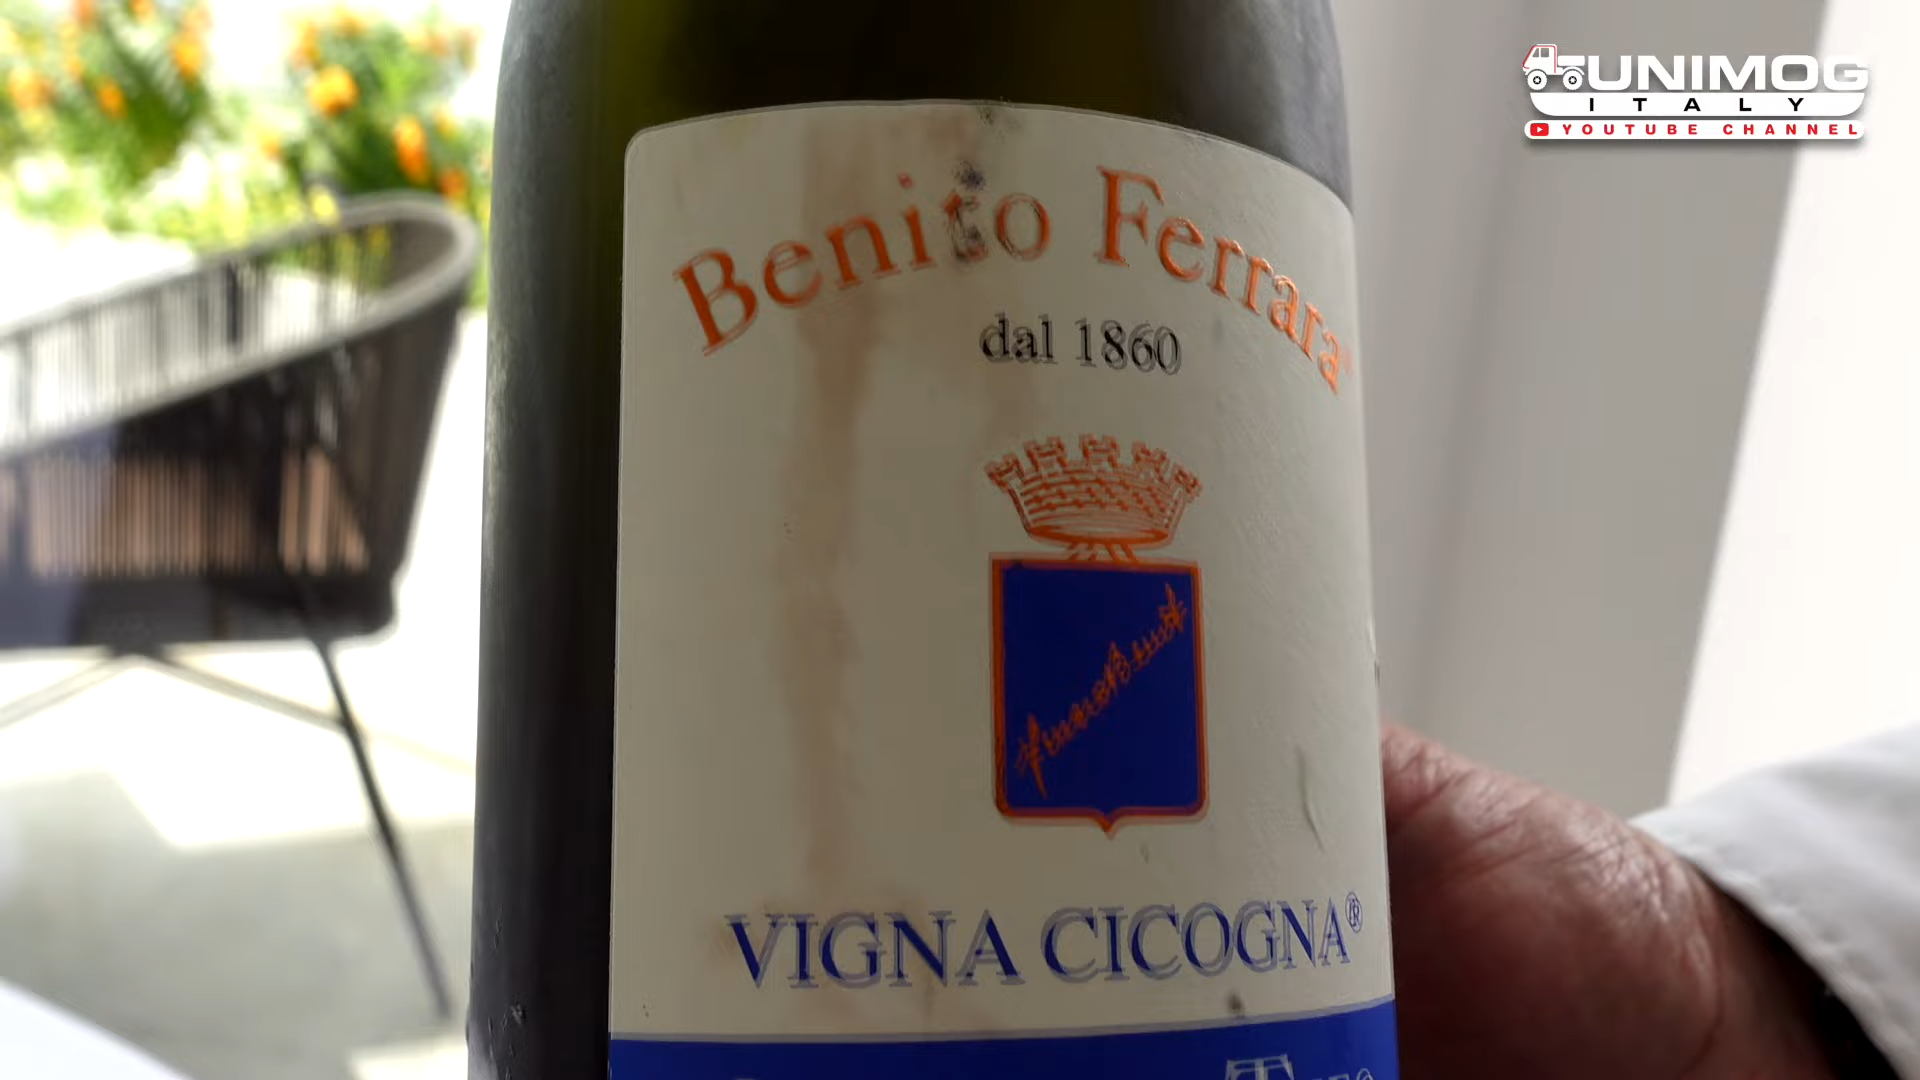 UNIMOG
ITALY
YOUTUBE CHANNEL
Benito Ferrara
dal 1860
VIGNA CICOGNA®